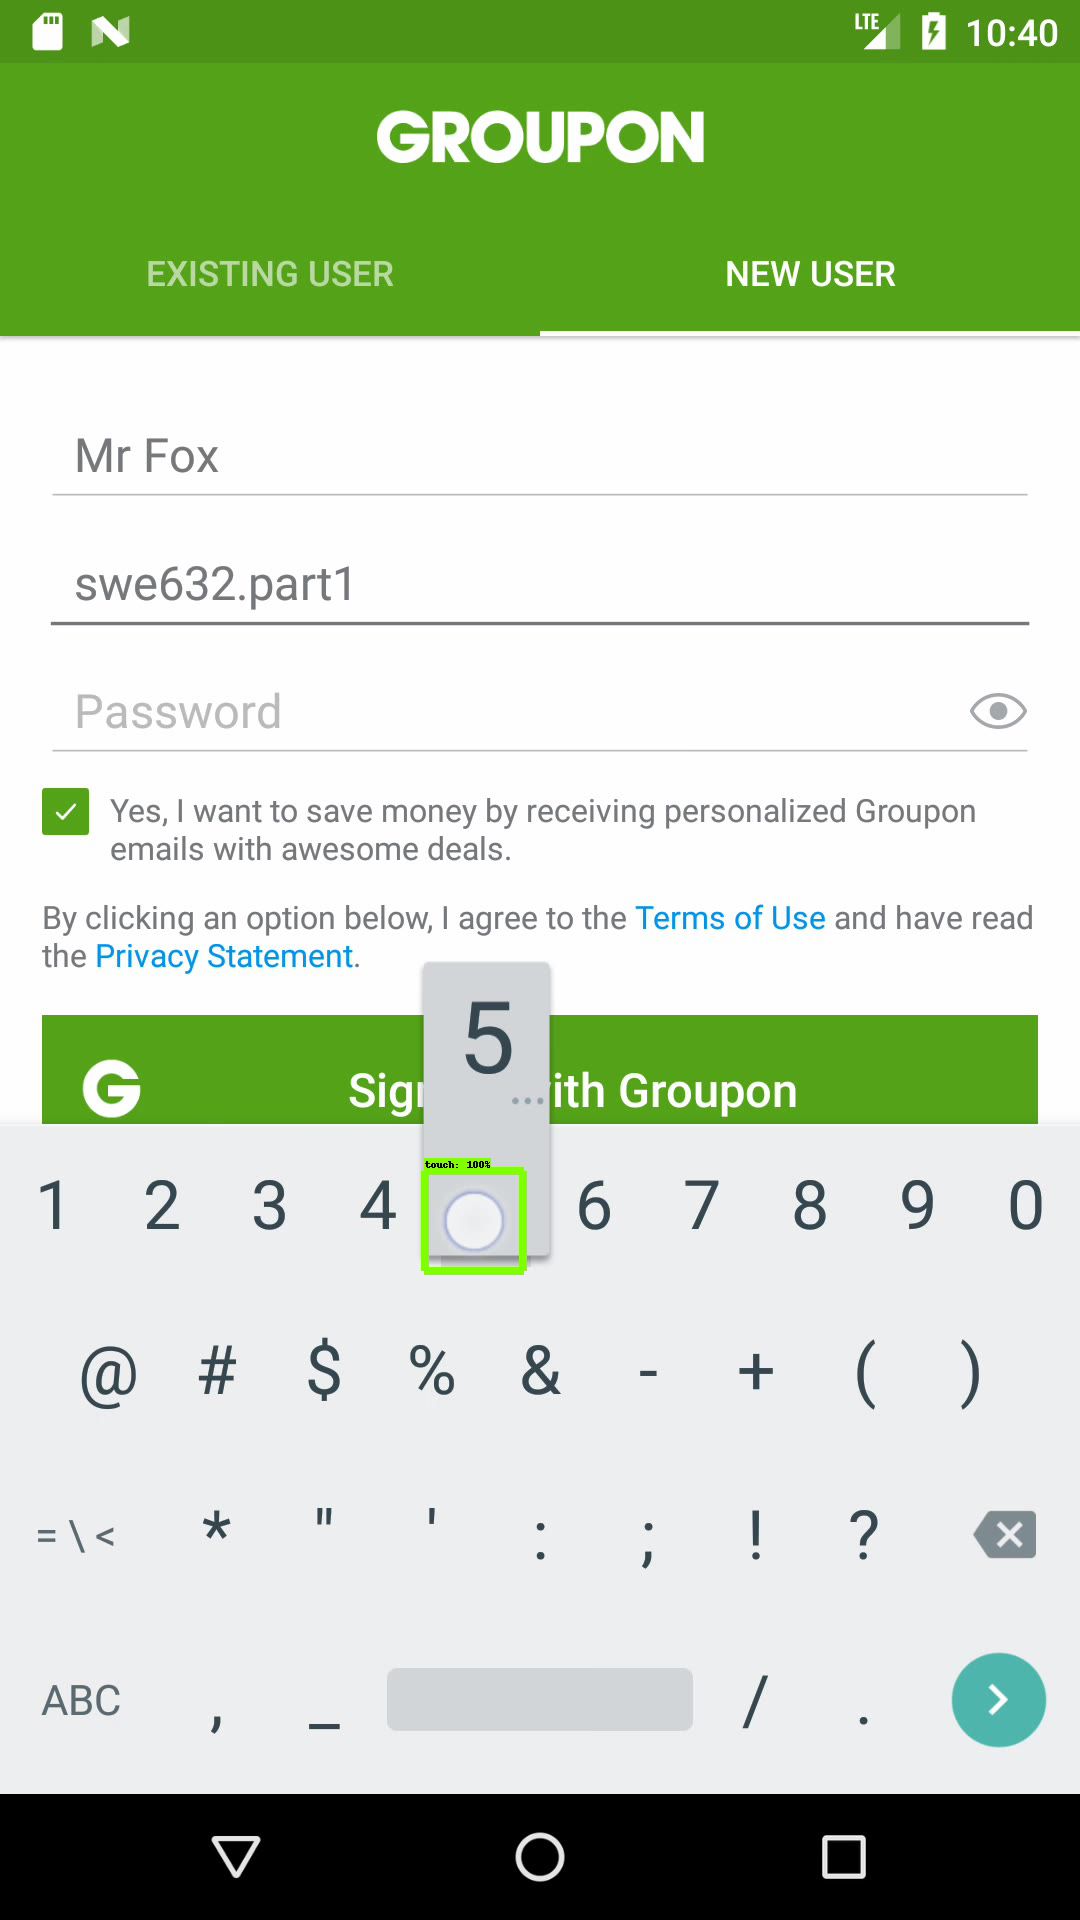 LTE 10:40
GROUPON
EXISTING USER NEW USER
Mr Fox
swe632.part1
Password
Yes, I want to save money by receiving personalized Groupon
emails with awesome deals.
By clicking an option below, I agree to the Terms of Use and have read
the Privacy Statement.
5
G ith Groupon
touch: 100%
1 2 3 4 6 7 8 9 0
@ # $ % & - + ( )
= \ < * " ' : ; ! ?
ABC , _ / .